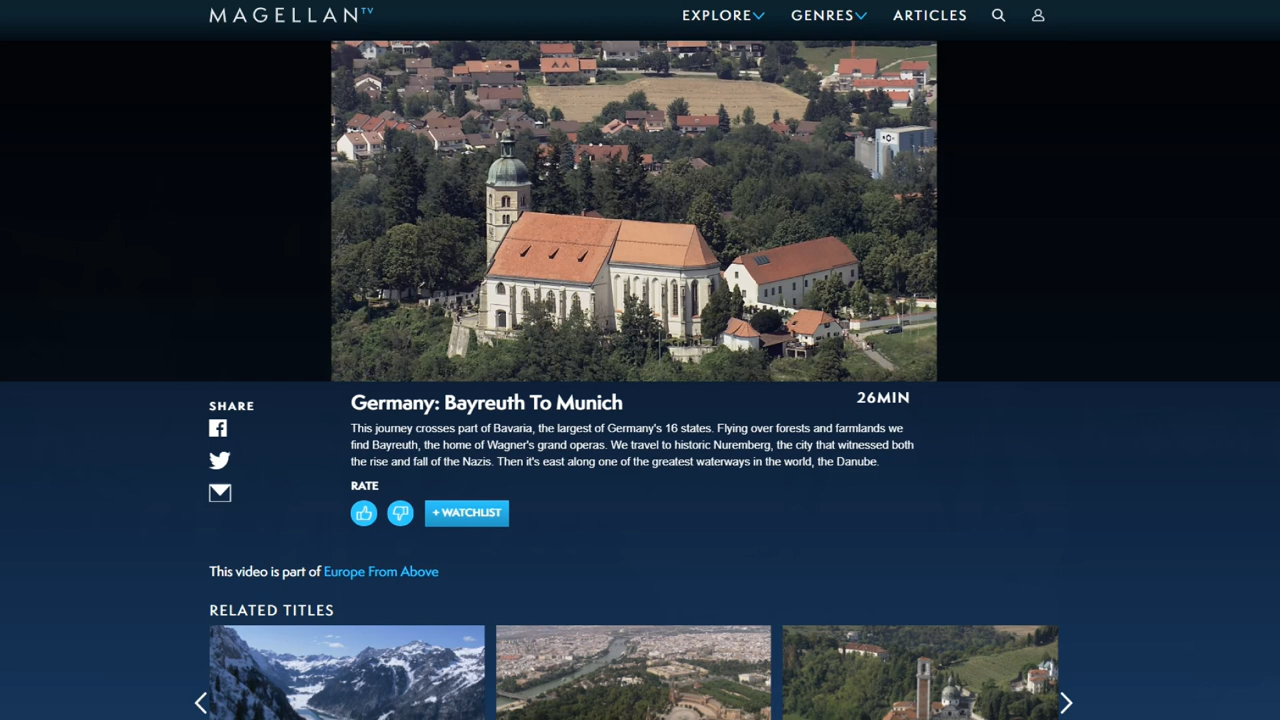 MAGELLANTV
EXPLORE GENRES ARTICLES
SHARE
Germany: Bayreuth To Munich
26MIN
This journey crosses part of Bavaria, the largest of Germany's 16 states. Flying over forests and farmlands we
find Bayreuth, the home of Wagner's grand operas. We travel to historic Nuremberg, the city that witnessed both
the rise and fall of the Nazis. Then it's east along one of the greatest waterways in the world, the Danube.
RATE
+ WATCHLIST
This video is part of Europe From Above
RELATED TITLES